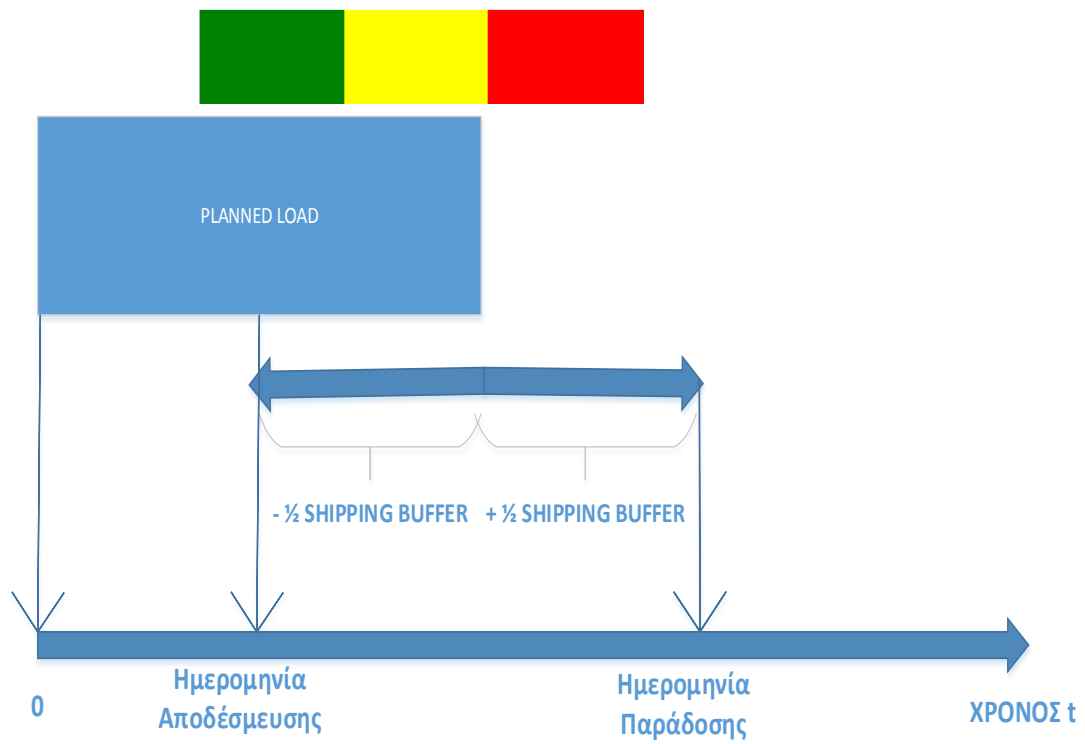 PLANNED LOAD
- ½ SHIPPING BUFFER + ½ SHIPPING BUFFER
0
Ημερομηνία
Αποδέσμευσης
Ημερομηνία
Παράδοσης
ΧΡΟΝΟΣ t